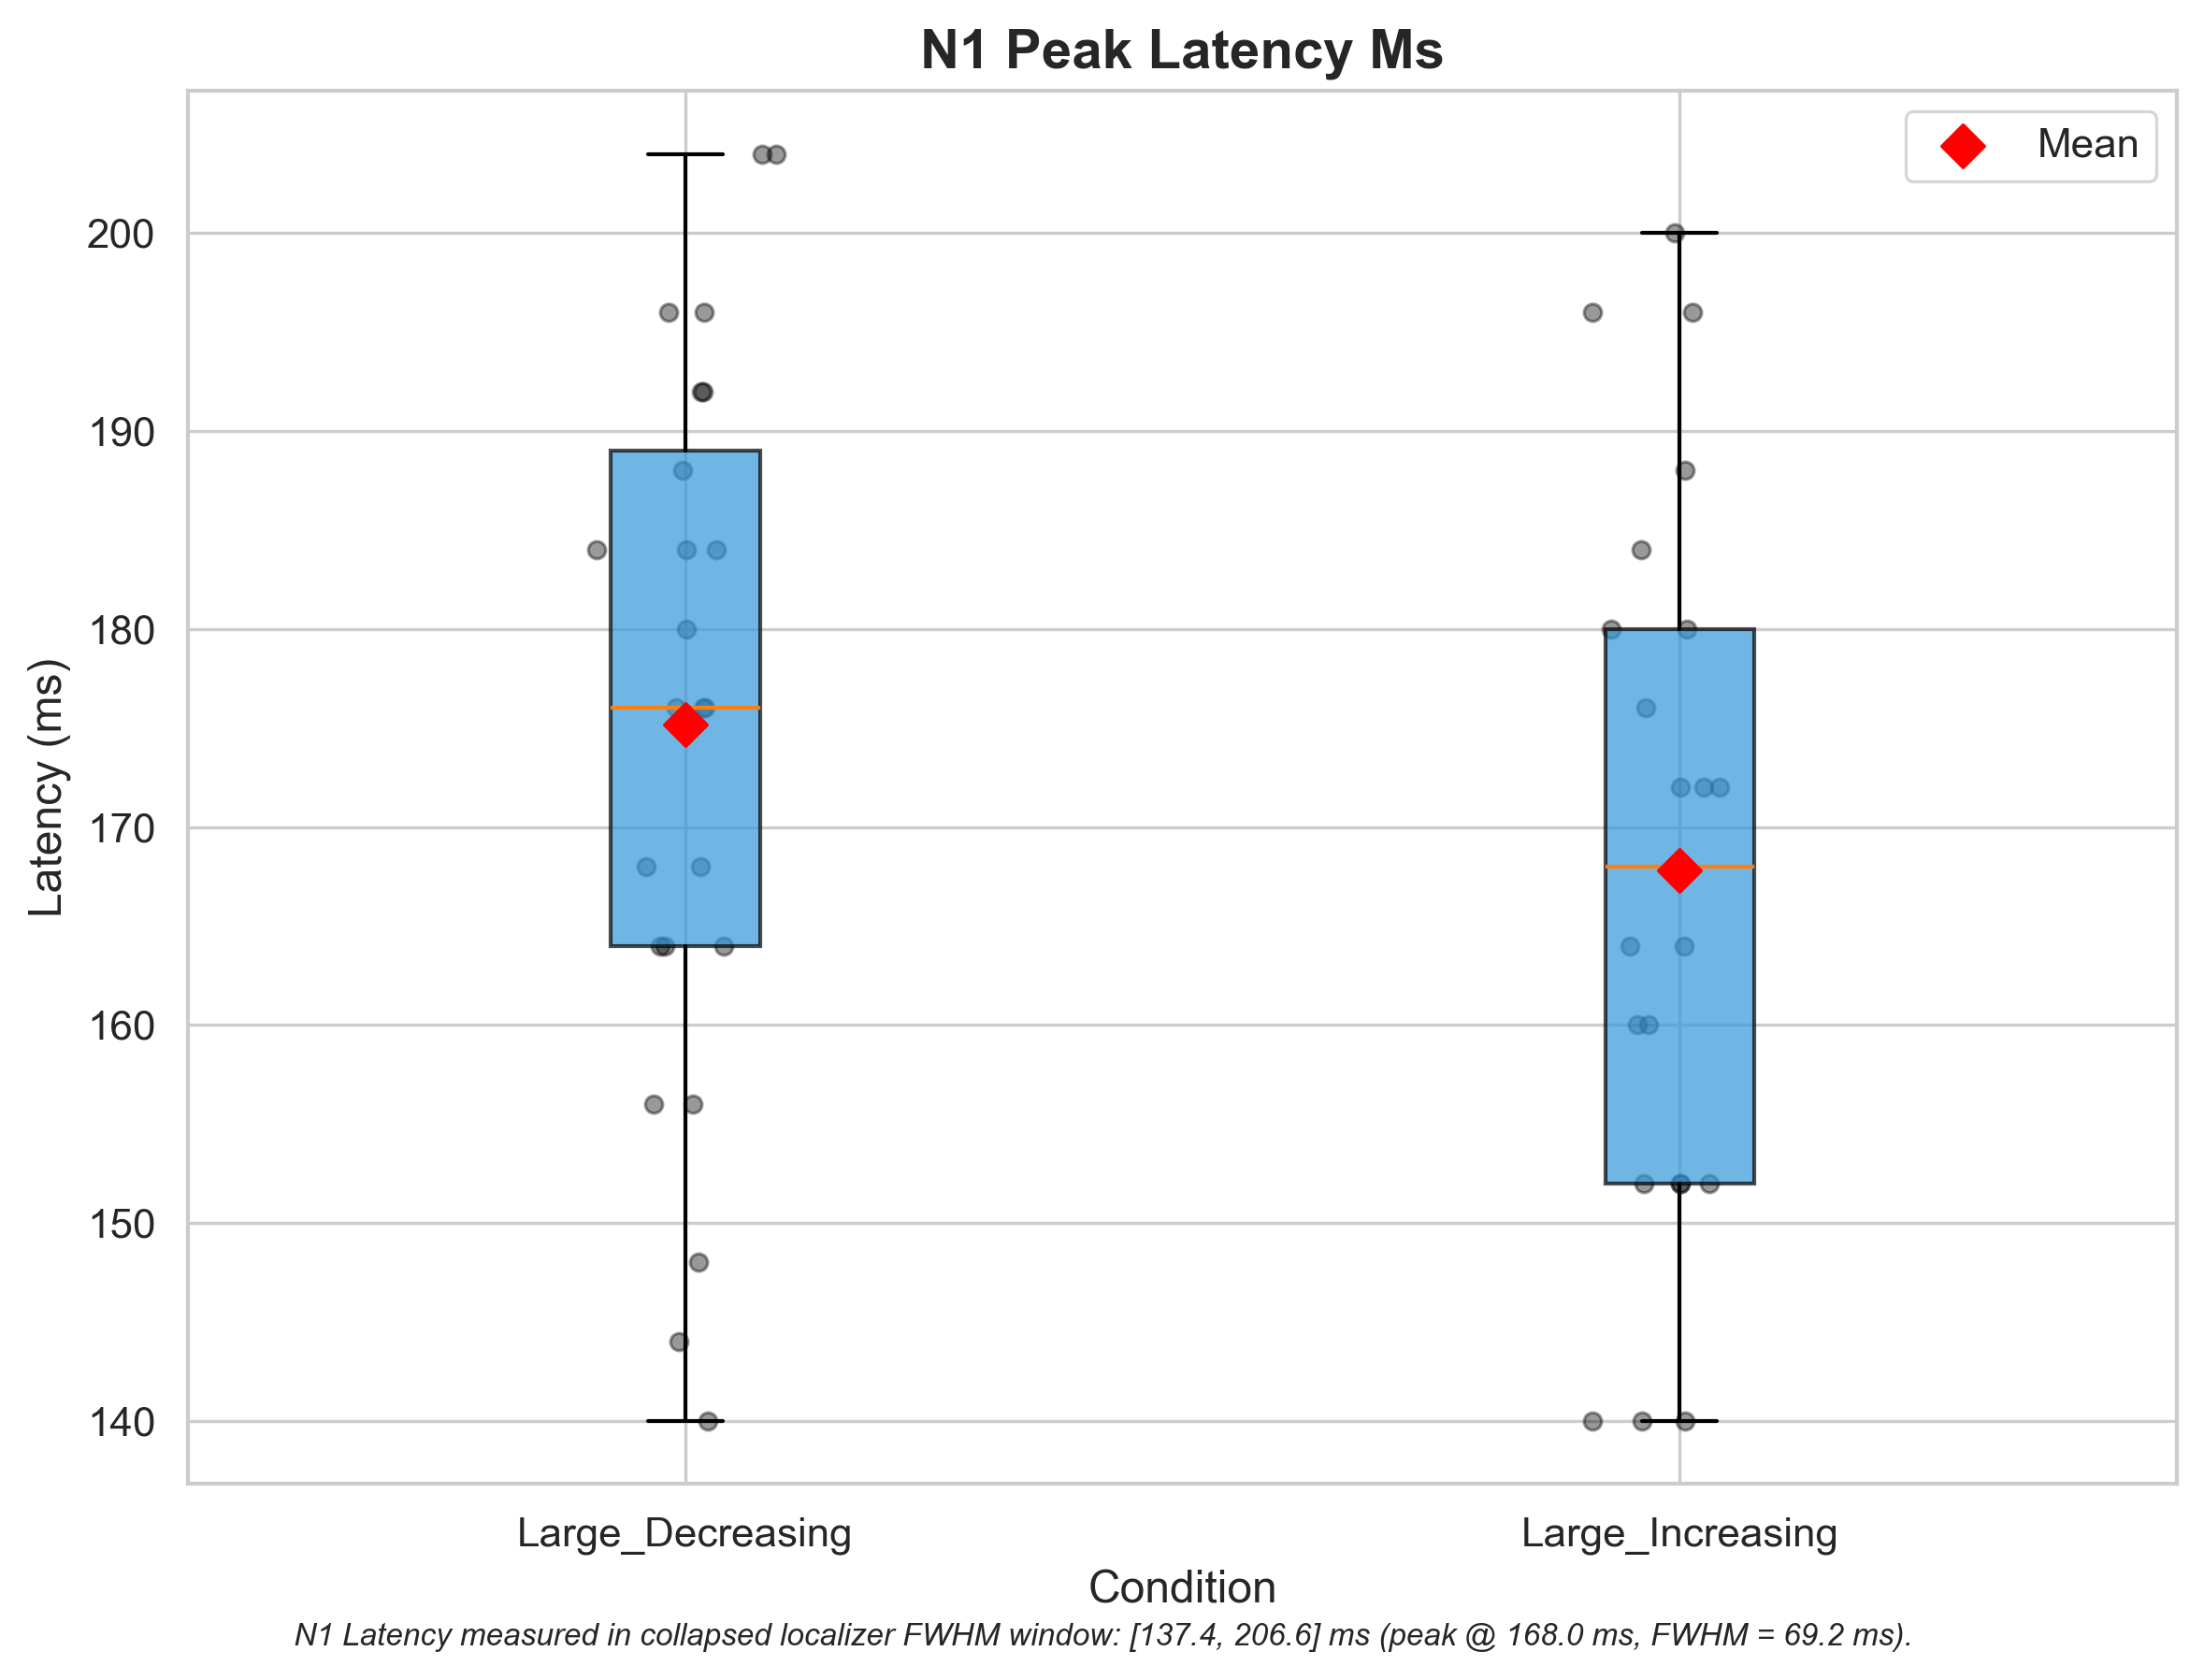 N1 Peak Latency Ms
Mean
200
190
180
170
160
150
140
Latency (ms)
Large_Decreasing
Large_Increasing
Condition
N1 Latency measured in collapsed localizer FWHM window: [137.4, 206.6] ms (peak @ 168.0 ms, FWHM = 69.2 ms).